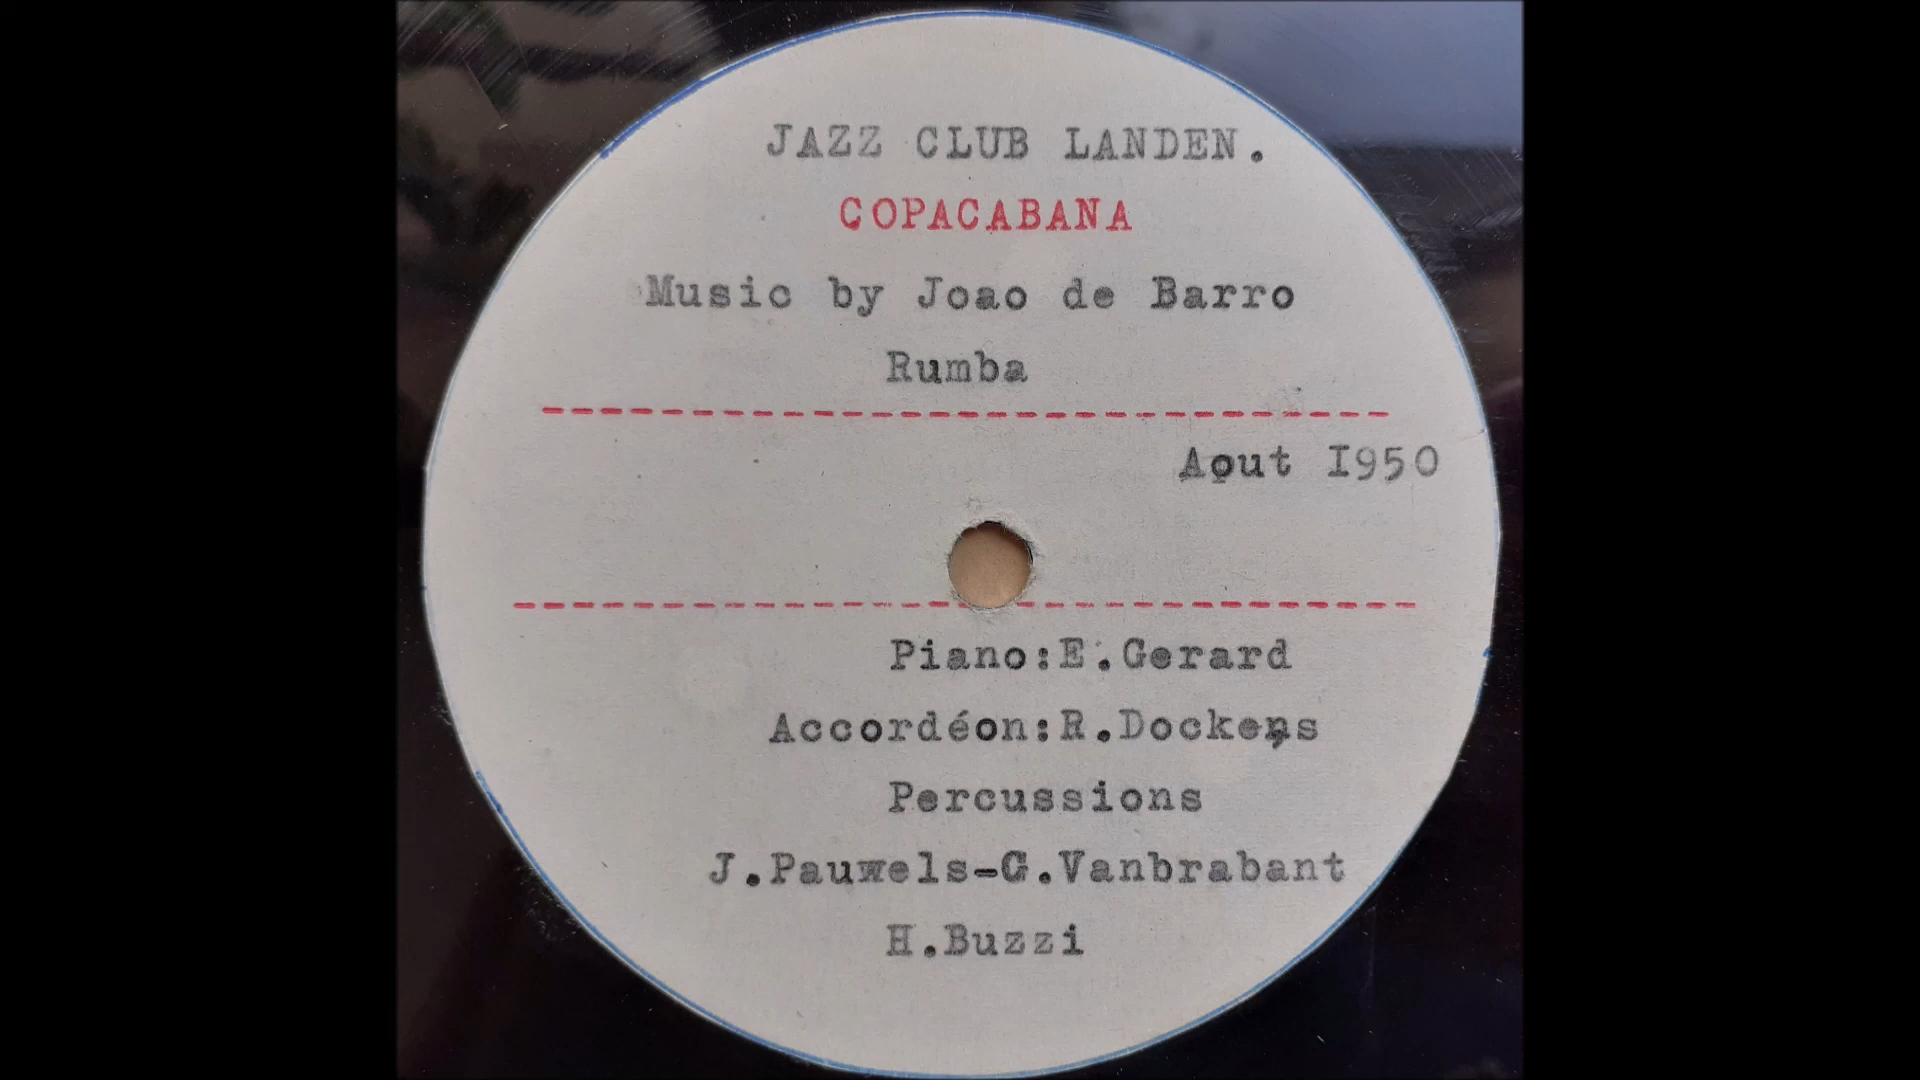 JAZZ CLUB LANDEN.
COPACABANA
Music by Joao de Barro
Rumba
------------------------------
Aout I950
-------------------------------
Piano:E.Gerard
Accordéon:R.Dockens
Percussions
J.Pauwels-G.Vanbrabant
H.Buzzi